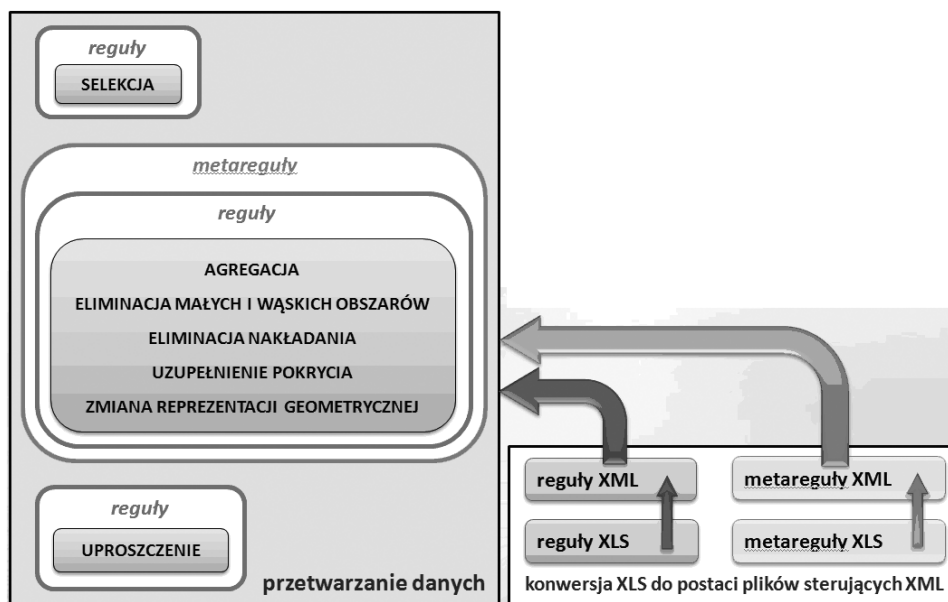 reguły
SELEKCJA
metareguły
reguły
AGREGACJA
ELIMINACJA MAŁYCH I WĄSKICH OBSZARÓW
ELIMINACJA NAKŁADANIA
UZUPEŁNIENIE POKRYCIA
ZMIANA REPREZENTACJI GEOMETRYCZNEJ
reguły
UPROSZCZENIE
przetwarzanie danych
reguły XML
metareguły XML
reguły XLS
metareguły XLS
konwersja XLS do postaci plików sterujących XML